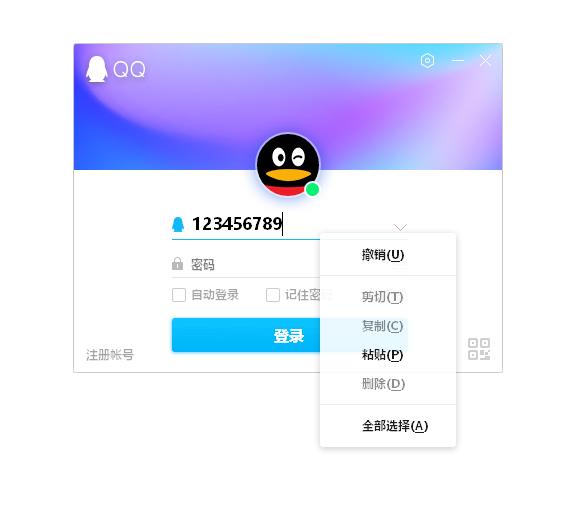 QQ
123456789
撤销(U)
密码
自动登录
记住密码
剪切(T)
登录
复制(C)
粘贴(P)
注册帐号
删除(D)
全部选择(A)